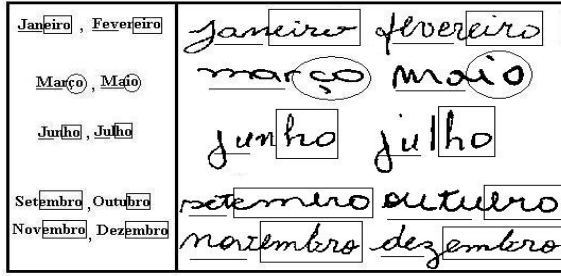 Janeiro , Fevereiro
Março , Maio
Junho , Julho
Setembro , Outubro
Novembro, Dezembro
janeiro fevereiro
março maio
junho julho
setembro outubro
novembro dezembro